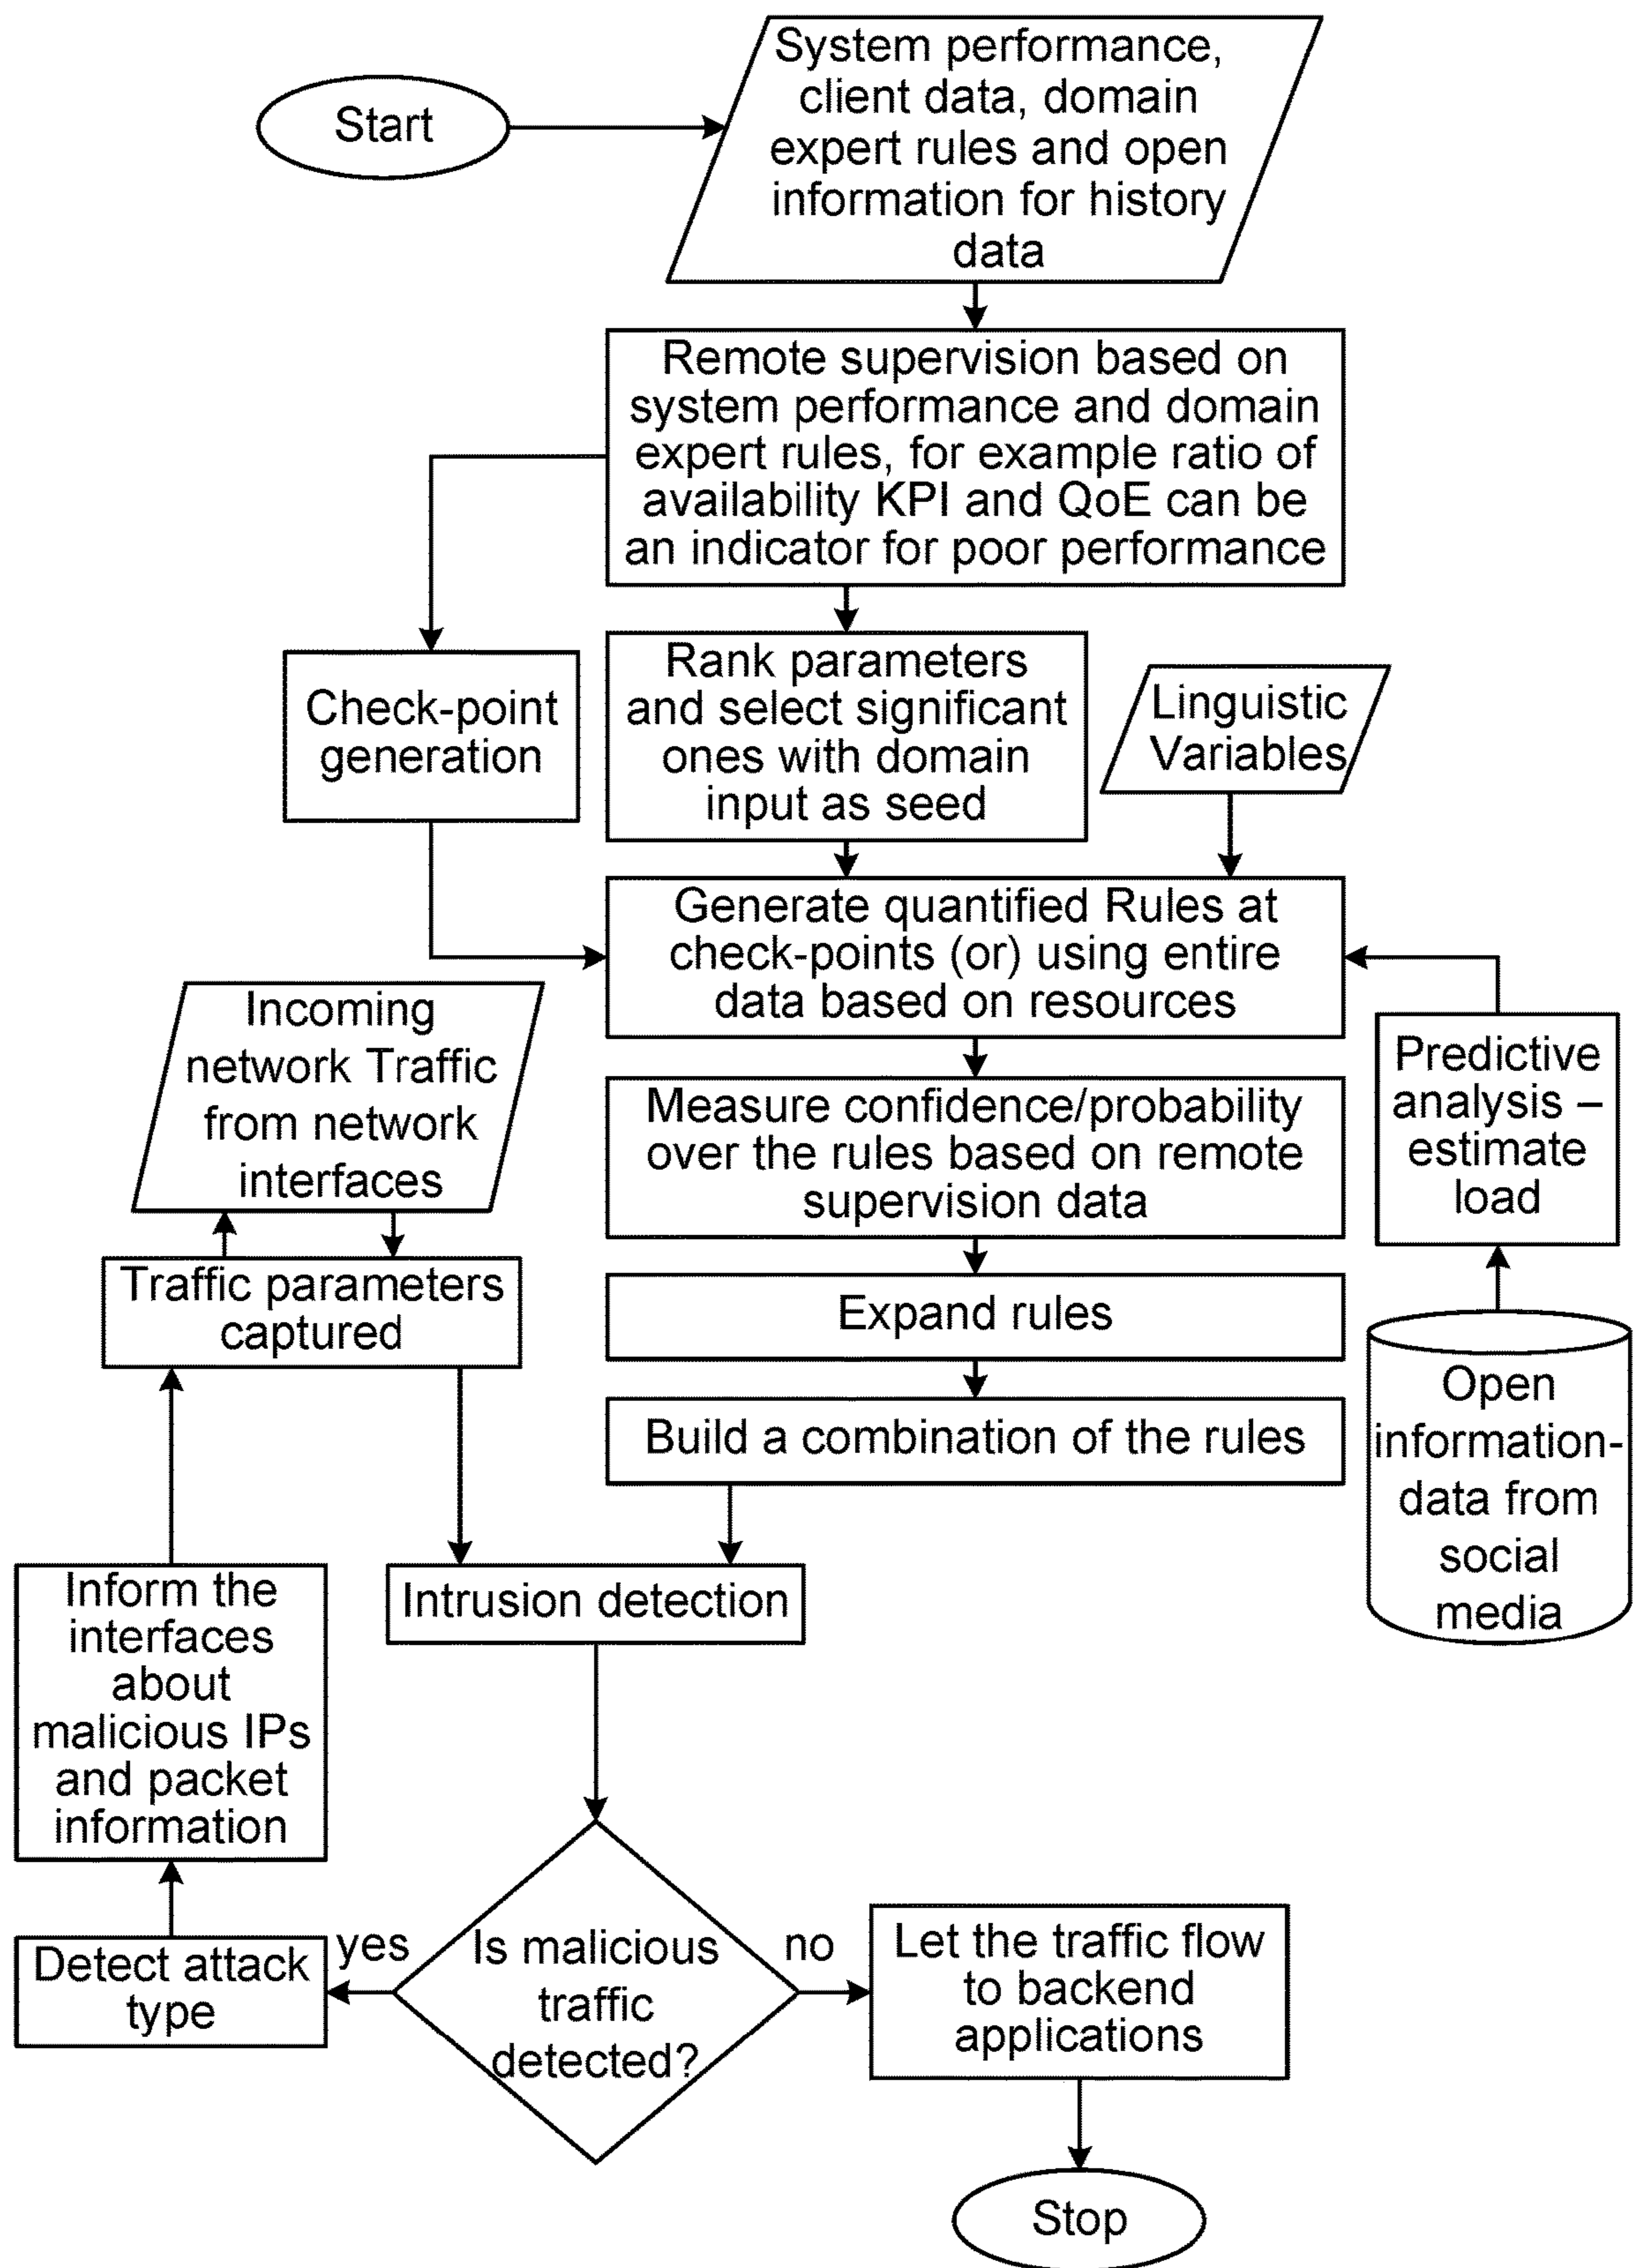 Start
System performance,
client data, domain
expert rules and open
information for history
data
Remote supervision based on
system performance and domain
expert rules, for example ratio of
availability KPI and QoE can be
an indicator for poor performance
Check-point
generation
Rank parameters
and select significant
ones with domain
input as seed
Linguistic
Variables
Generate quantified Rules at
check-points (or) using entire
data based on resources
Incoming
network Traffic
from network
interfaces
Predictive
analysis –
estimate
load
Measure confidence/probability
over the rules based on remote
supervision data
Traffic parameters
captured
Expand rules
Open
information-
data from
social
media
Build a combination of the rules
Inform the
interfaces
about
malicious IPs
and packet
information
Intrusion detection
Detect attack
type
yes
Is malicious
traffic
detected?
no
Let the traffic flow
to backend
applications
Stop